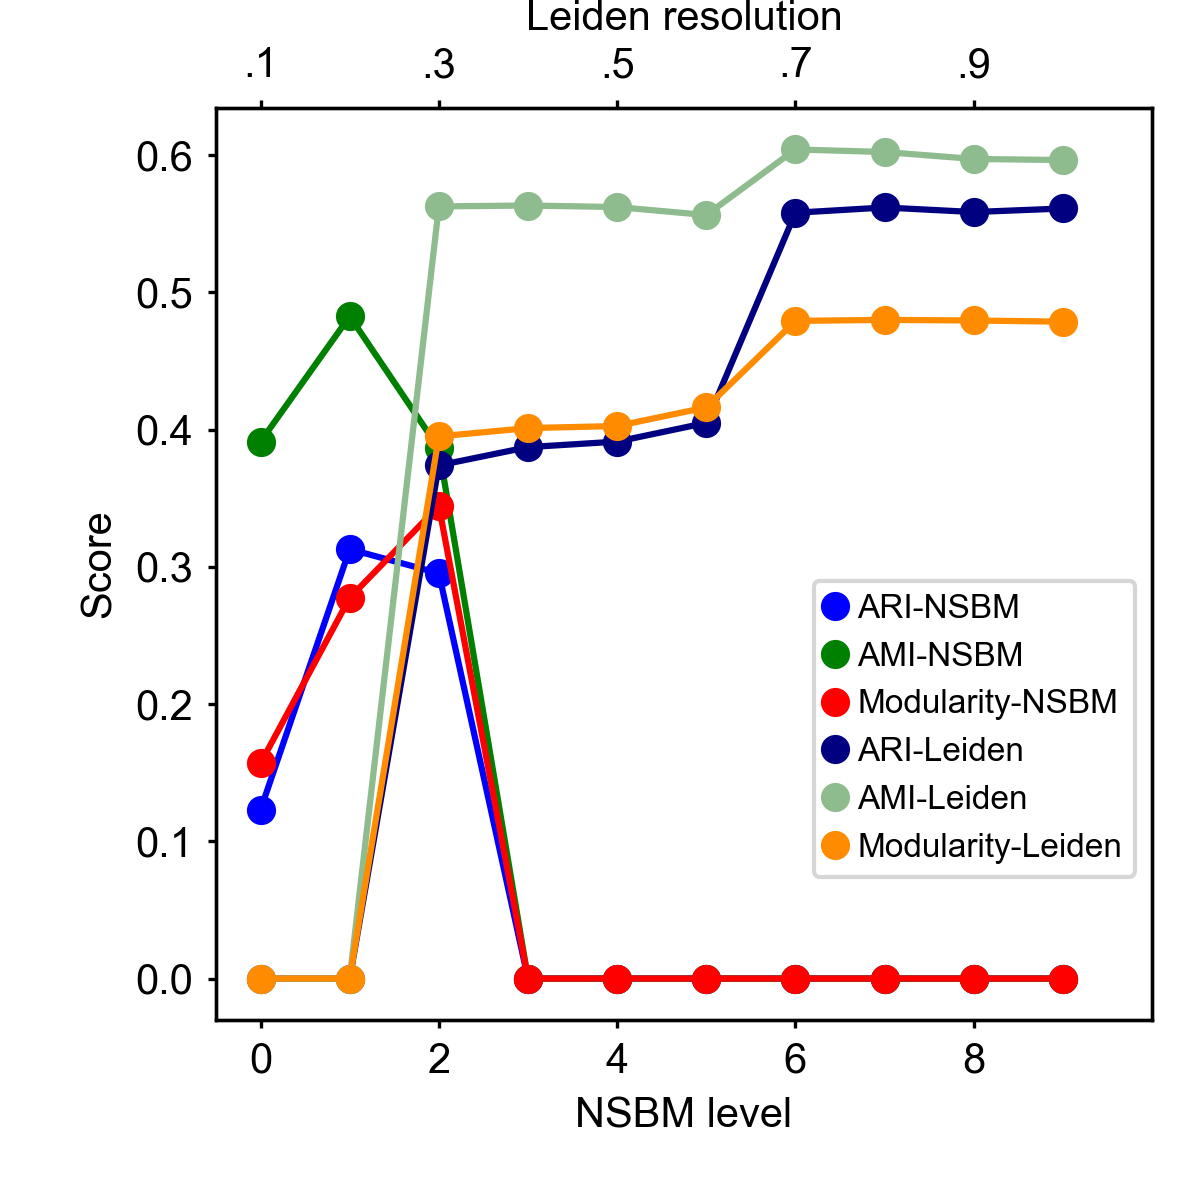 Leiden resolution
.1 .3 .5 .7 .9
0.6
0.5
0.4
0.3
0.2
0.1
0.0
Score
ARI-NSBM
AMI-NSBM
Modularity-NSBM
ARI-Leiden
AMI-Leiden
Modularity-Leiden
0 2 4 6 8
NSBM level